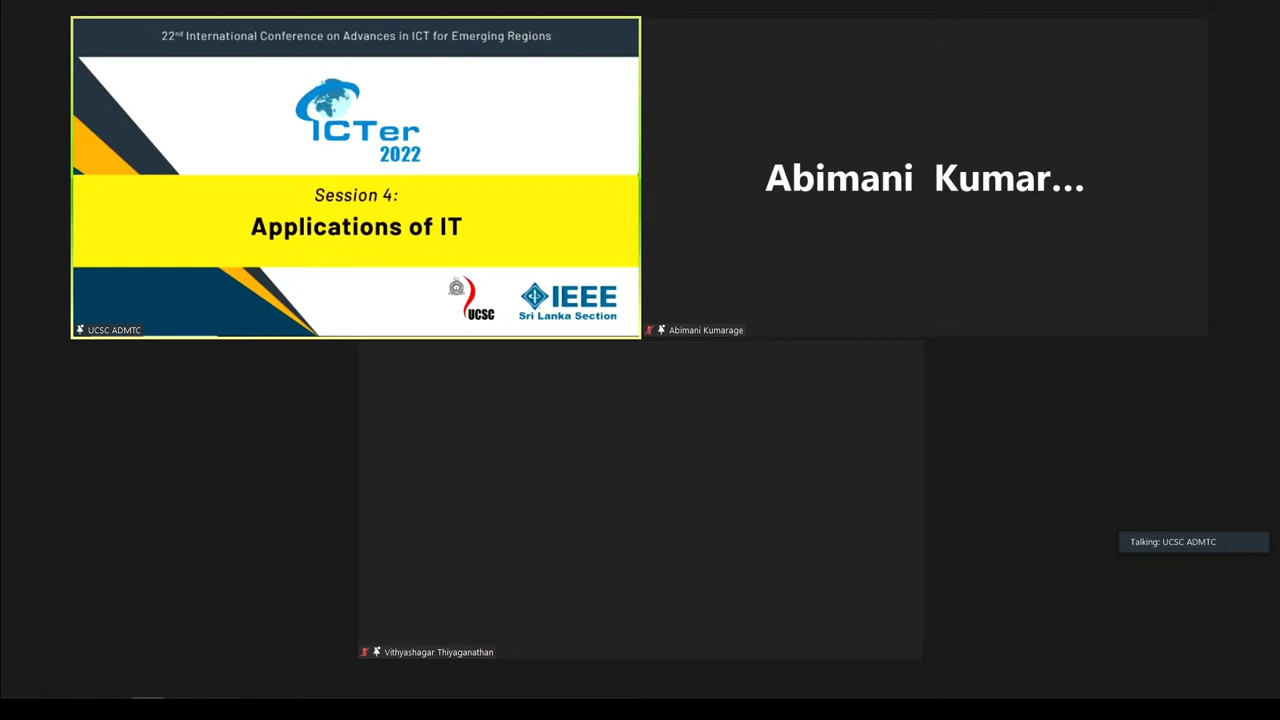 22nd International Conference on Advances in ICT for Emerging Regions
ICTer
2022
Session 4:
Applications of IT
UCSC
IEEE
Sri Lanka Section
UCSC ADMTC
Abimani Kumar...
Abimani Kumarage
Talking: UCSC ADMTC
Vithyashagar Thiyaganathan